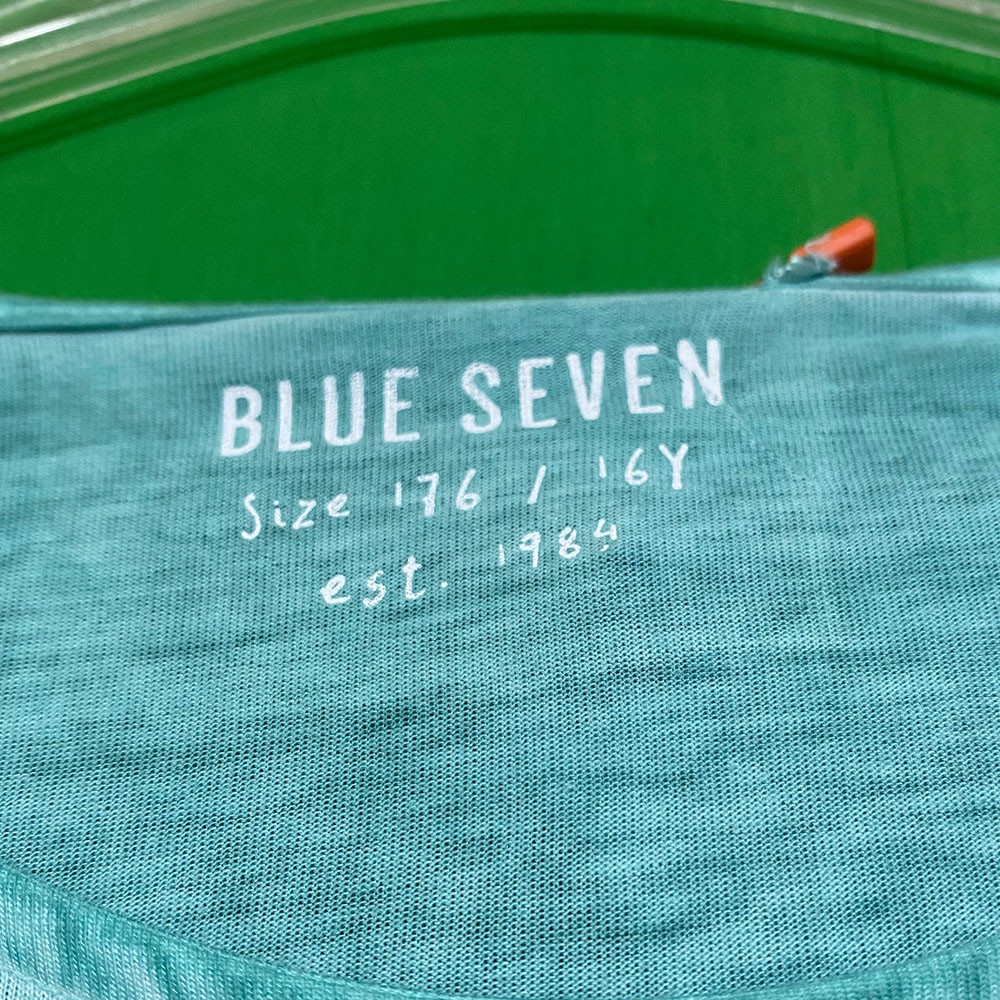 BLUE SEVEN
Size 176 / 16Y
est. 1984